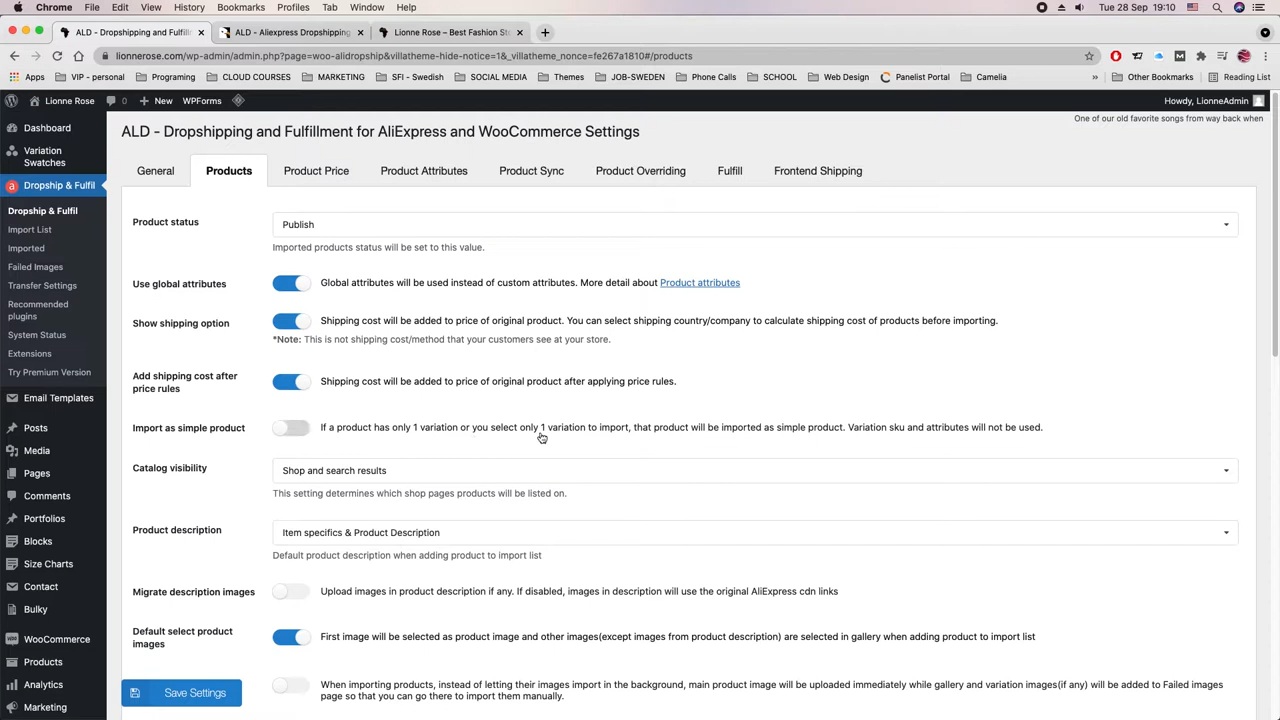 Chrome File Edit View History Bookmarks Profiles Tab Window Help Tue 28 Sep 19:10
ALD - Dropshipping and Fulfill × ALD - Aliexpress Dropshipping × Lionne Rose – Best Fashion St × +
lionnerose.com/wp-admin/admin.php?page=woo-alidropship&villatheme-hide-notice=1&_villatheme_nonce=fe267a1810#/products
Apps VIP - personal Programing CLOUD COURSES MARKETING SFI - Swedish SOCIAL MEDIA Themes JOB-SWEDEN Phone Calls SCHOOL Web Design Panelist Portal Camelia » Other Bookmarks Reading List
Lionne Rose 0 + New WPForms Howdy, LionneAdmin
One of our old favorite songs from way back when
Dashboard
Variation
Swatches
Dropship & Fulfil
Dropship & Fulfil
Import List
Imported
Failed Images
Transfer Settings
Recommended
plugins
System Status
Extensions
Try Premium Version
Email Templates
Posts
Media
Pages
Comments
Portfolios
Blocks
Size Charts
Contact
Bulky
WooCommerce
Products
Analytics
Marketing
ALD - Dropshipping and Fulfillment for AliExpress and WooCommerce Settings
General Products Product Price Product Attributes Product Sync Product Overriding Fulfill Frontend Shipping
Product status
Publish
Imported products status will be set to this value.
Use global attributes
Global attributes will be used instead of custom attributes. More detail about Product attributes
Show shipping option
Shipping cost will be added to price of original product. You can select shipping country/company to calculate shipping cost of products before importing.
*Note: This is not shipping cost/method that your customers see at your store.
Add shipping cost after
price rules
Shipping cost will be added to price of original product after applying price rules.
Import as simple product
If a product has only 1 variation or you select only 1 variation to import, that product will be imported as simple product. Variation sku and attributes will not be used.
Catalog visibility
Shop and search results
This setting determines which shop pages products will be listed on.
Product description
Item specifics & Product Description
Default product description when adding product to import list
Migrate description images
Upload images in product description if any. If disabled, images in description will use the original AliExpress cdn links
Default select product
images
First image will be selected as product image and other images(except images from product description) are selected in gallery when adding product to import list
When importing products, instead of letting their images import in the background, main product image will be uploaded immediately while gallery and variation images(if any) will be added to Failed images
page so that you can go there to import them manually.
Save Settings